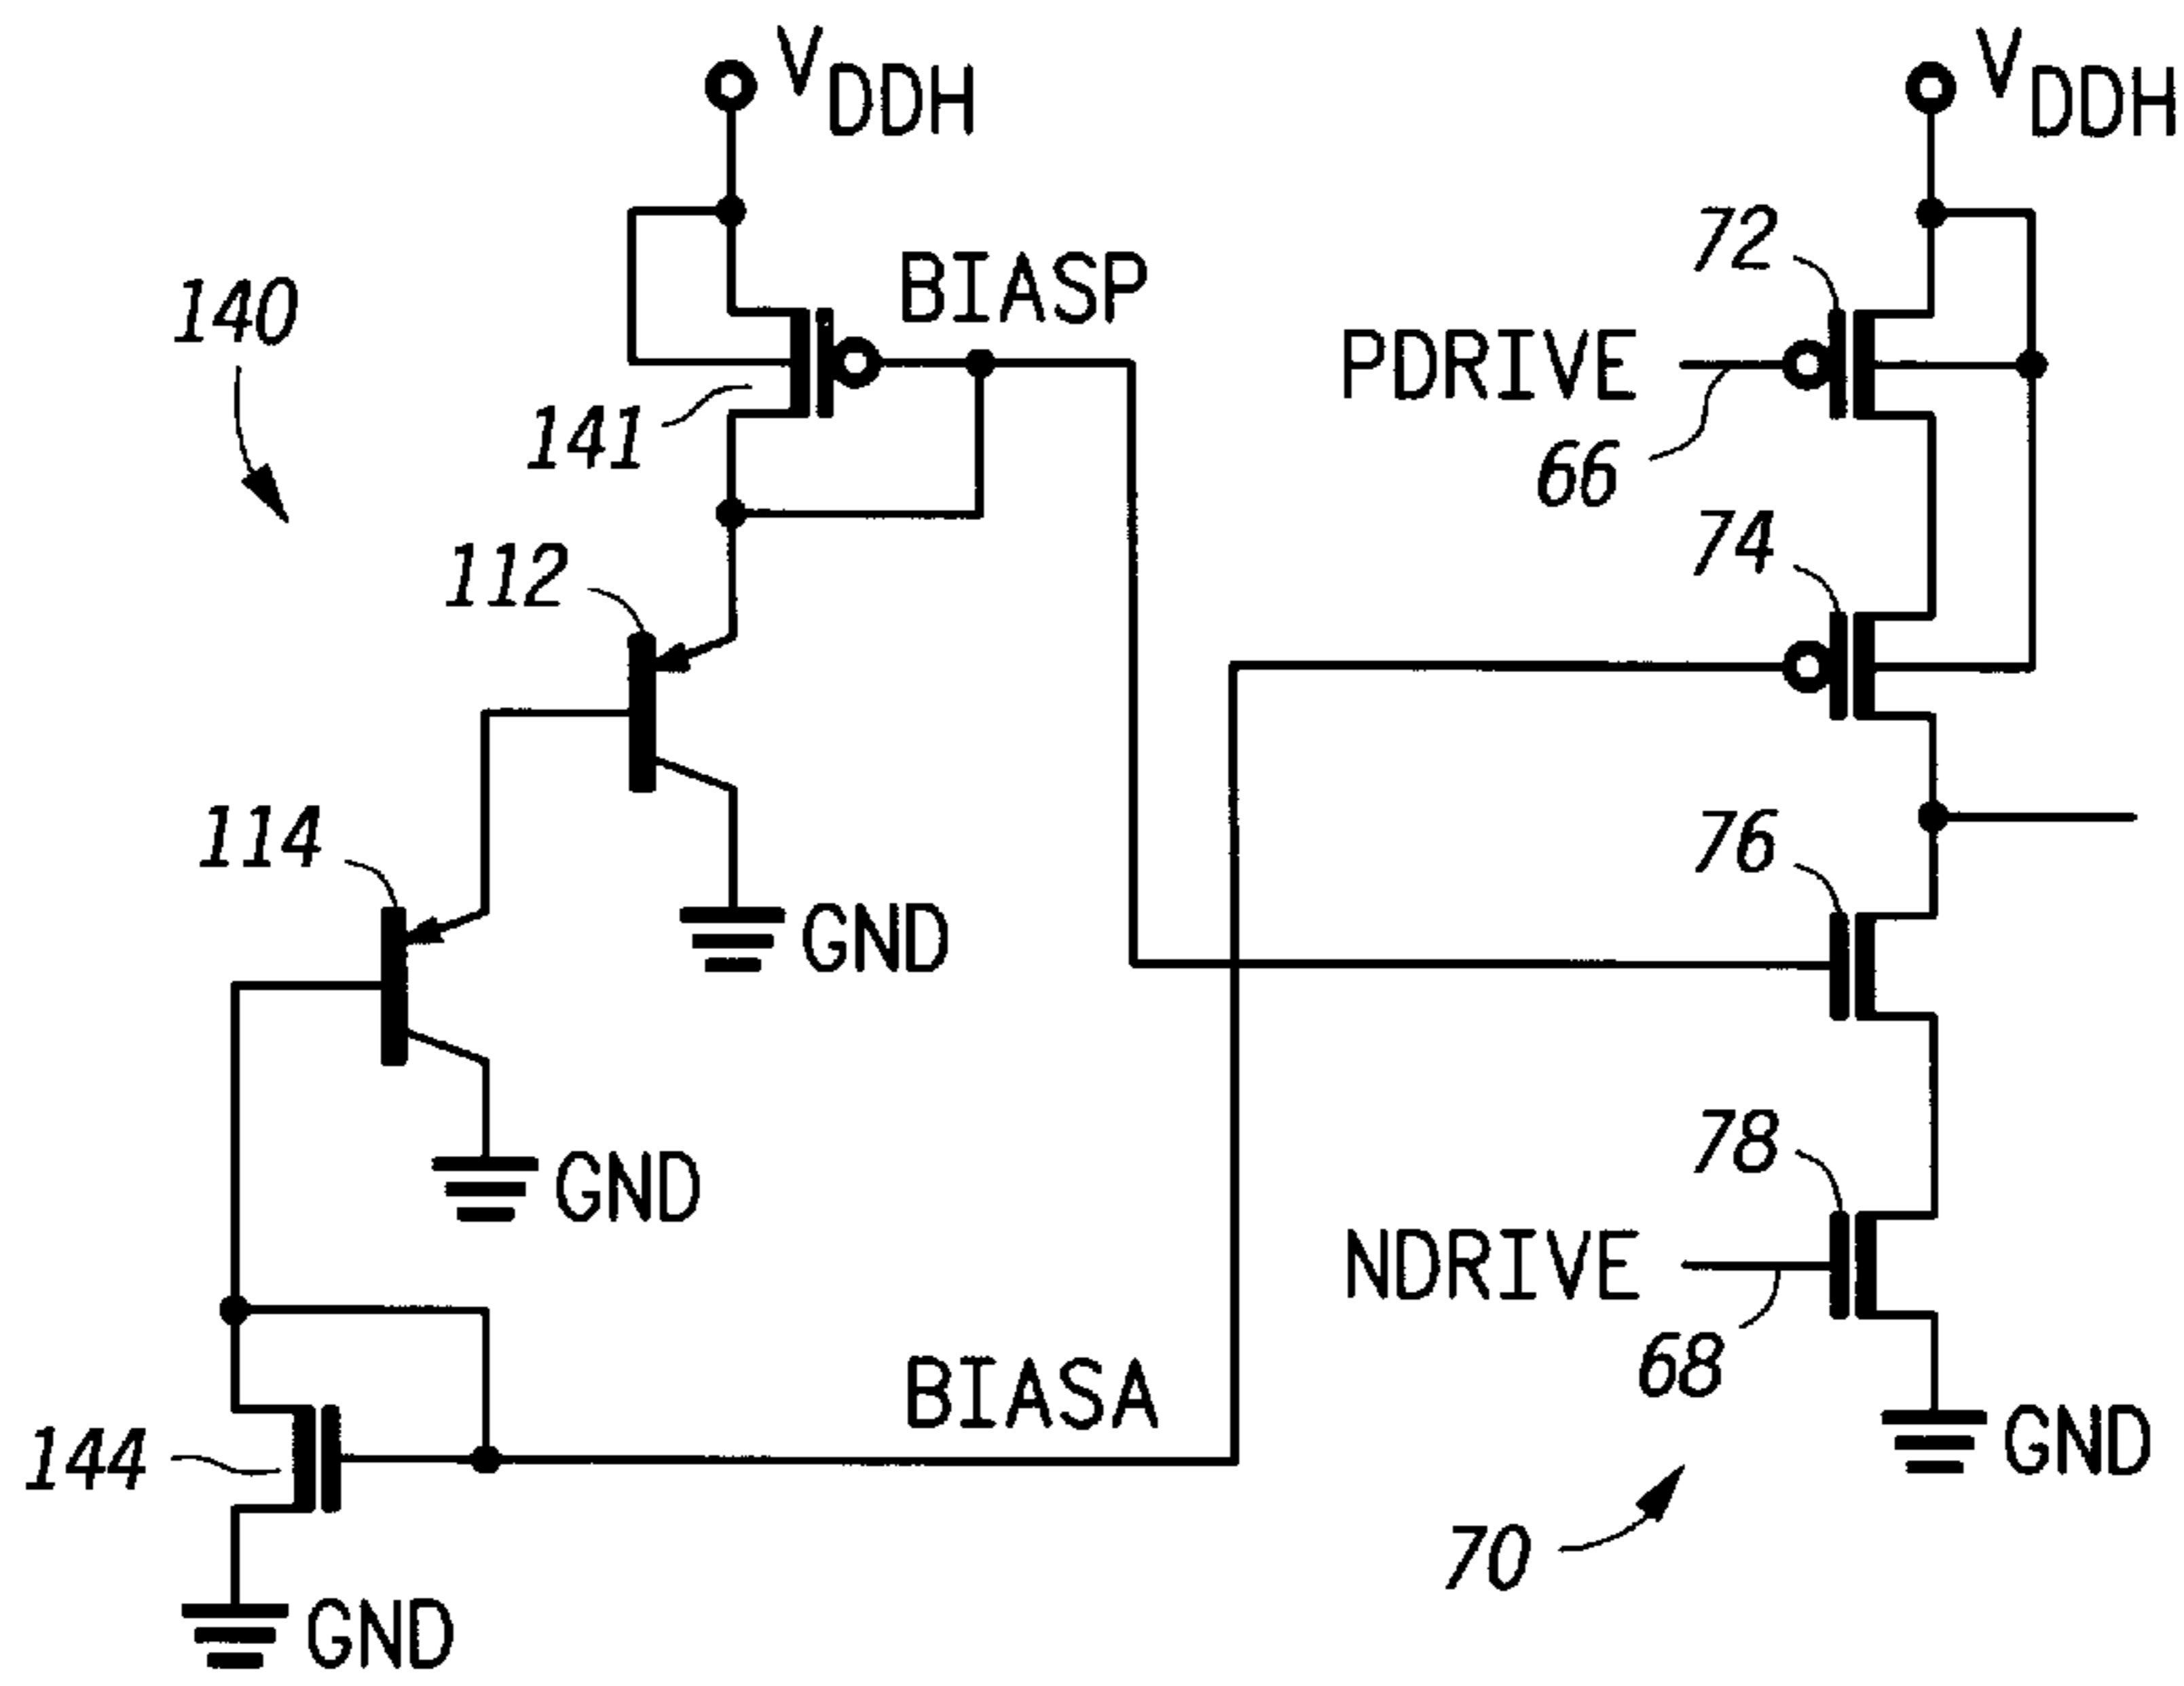 VDDH
VDDH
72
140
BIASP
PDRIVE
141
66
74
112
114
76
GND
78
GND
NDRIVE
68
BIASA
144
GND
70
GND